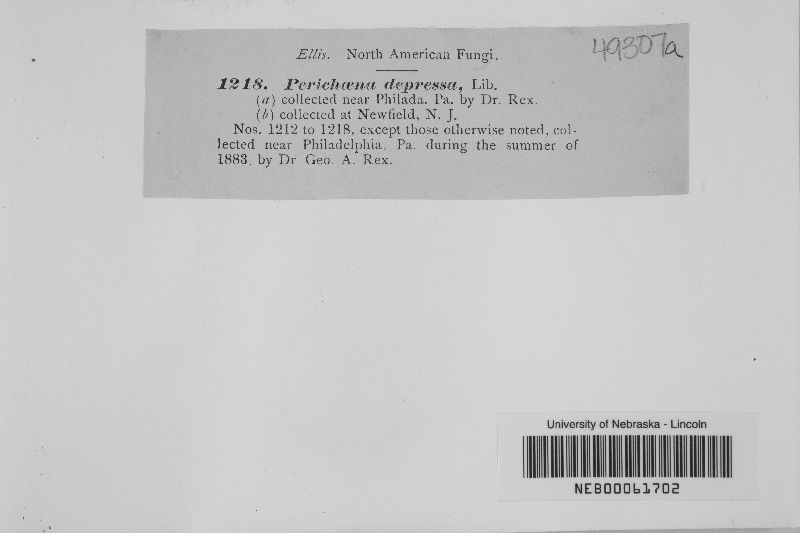 Ellis. North American Fungi.
49307a
1218. Perichæna depressa, Lib.
(a) collected near Philada. Pa. by Dr. Rex.
(b) collected at Newfield, N. J.
Nos. 1212 to 1218, except those otherwise noted, col-
lected near Philadelphia, Pa. during the summer of
1883, by Dr Geo. A. Rex.
University of Nebraska - Lincoln
NEB00061702